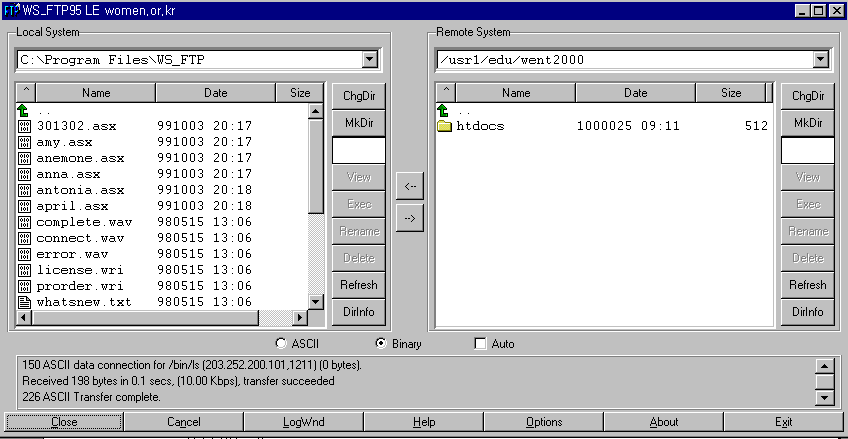 WS_FTP95 LE women,or,kr
Local System
C:\Program Files\WS_FTP
^ Name Date Size
..
301302.asx 991003 20:17
amy.asx 991003 20:17
anemone.asx 991003 20:17
anna.asx 991003 20:17
antonia.asx 991003 20:18
april.asx 991003 20:18
complete.wav 980515 13:06
connect.wav 980515 13:06
error.wav 980515 13:06
license.wri 980515 13:06
prorder.wri 980515 13:06
whatsnew.txt 980515 13:06
ChgDir
MkDir
View
Exec
Rename
Delete
Refresh
DirInfo
<--
-->
Remote System
/usr1/edu/went2000
^ Name Date Size
..
htdocs 1000025 09:11 512
ChgDir
MkDir
View
Exec
Rename
Delete
Refresh
DirInfo
ASCII Binary Auto
150 ASCII data connection for /bin/ls (203.252.200.101,1211) (0 bytes).
Received 198 bytes in 0.1 secs, (10.00 Kbps), transfer succeeded
226 ASCII Transfer complete.
Close Cancel LogWnd Help Options About Exit